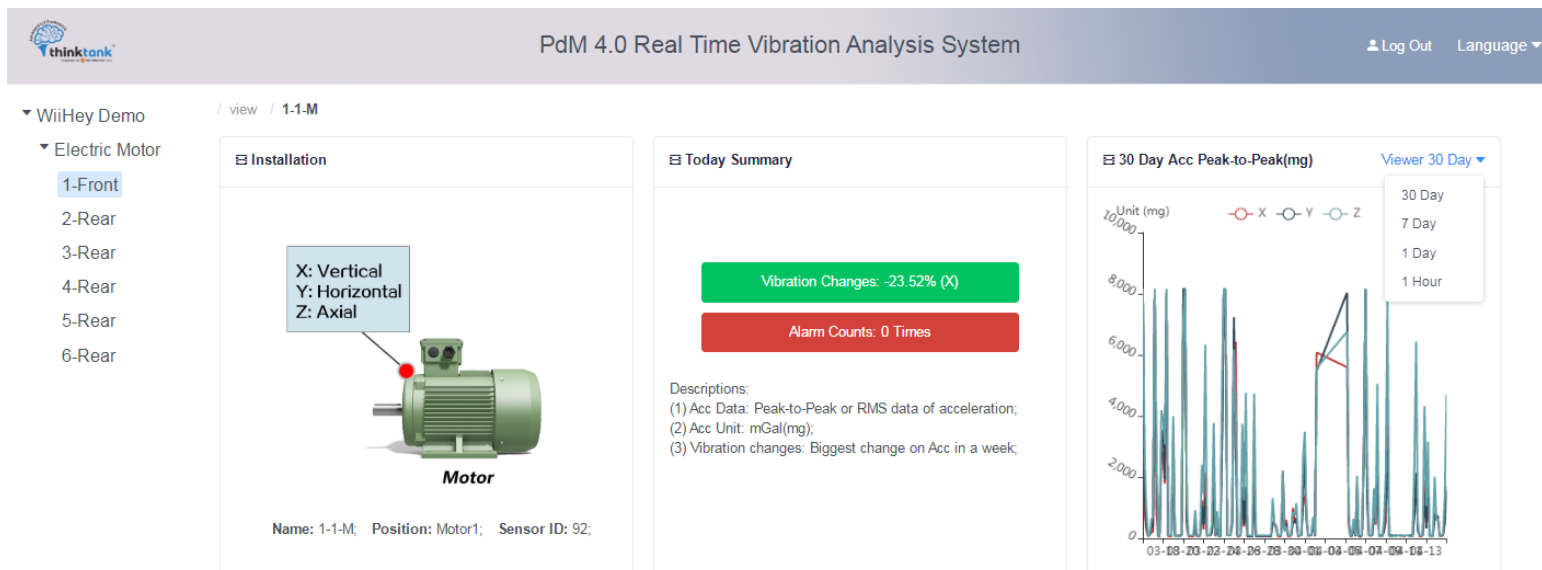 thinktank
PdM 4.0 Real Time Vibration Analysis System
Log Out
Language
WiiHey Demo
Electric Motor
1-Front
2-Rear
3-Rear
4-Rear
5-Rear
6-Rear
/ view / 1-1-M
Installation
X: Vertical
Y: Horizontal
Z: Axial
Motor
Name: 1-1-M; Position: Motor1; Sensor ID: 92;
Today Summary
Vibration Changes: -23.52% (X)
Alarm Counts: 0 Times
Descriptions:
(1) Acc Data: Peak-to-Peak or RMS data of acceleration;
(2) Acc Unit: mGal(mg);
(3) Vibration changes: Biggest change on Acc in a week;
30 Day Acc Peak-to-Peak(mg)
Viewer 30 Day
30 Day
7 Day
1 Day
1 Hour
Unit (mg)
X Y Z
10,000
8,000
6,000
4,000
2,000
0